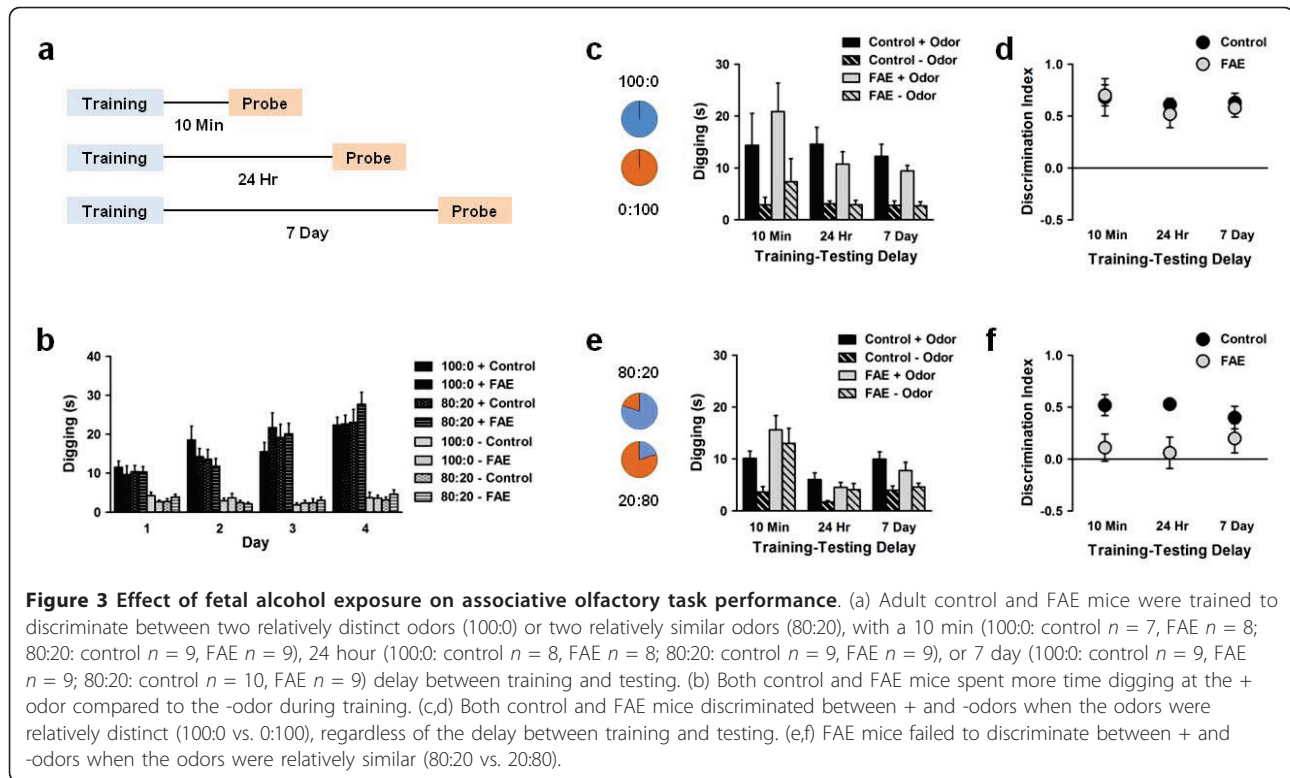 a
Training
Probe
10 Min
Training
Probe
24 Hr
Training
Probe
7 Day
b
Digging (s)
40
30
20
10
0
1 2 3 4
Day
100:0 + Control
100:0 + FAE
80:20 + Control
80:20 + FAE
100:0 - Control
100:0 - FAE
80:20 - Control
80:20 - FAE
c
100:0
0:100
Control + Odor
Control - Odor
FAE + Odor
FAE - Odor
Digging (s)
30
20
10
0
10 Min 24 Hr 7 Day
Training-Testing Delay
d
Control
FAE
Discrimination Index
1.0
0.5
0.0
-0.5
10 Min 24 Hr 7 Day
Training-Testing Delay
e
80:20
20:80
Control + Odor
Control - Odor
FAE + Odor
FAE - Odor
Digging (s)
30
20
10
0
10 Min 24 Hr 7 Day
Training-Testing Delay
f
Control
FAE
Discrimination Index
1.0
0.5
0.0
-0.5
10 Min 24 Hr 7 Day
Training-Testing Delay
Figure 3 Effect of fetal alcohol exposure on associative olfactory task performance. (a) Adult control and FAE mice were trained to
discriminate between two relatively distinct odors (100:0) or two relatively similar odors (80:20), with a 10 min (100:0: control n = 7, FAE n = 8;
80:20: control n = 9, FAE n = 9), 24 hour (100:0: control n = 8, FAE n = 8; 80:20: control n = 9, FAE n = 9), or 7 day (100:0: control n = 9, FAE
n = 9; 80:20: control n = 10, FAE n = 9) delay between training and testing. (b) Both control and FAE mice spent more time digging at the +
odor compared to the -odor during training. (c,d) Both control and FAE mice discriminated between + and -odors when the odors were
relatively distinct (100:0 vs. 0:100), regardless of the delay between training and testing. (e,f) FAE mice failed to discriminate between + and
-odors when the odors were relatively similar (80:20 vs. 20:80).